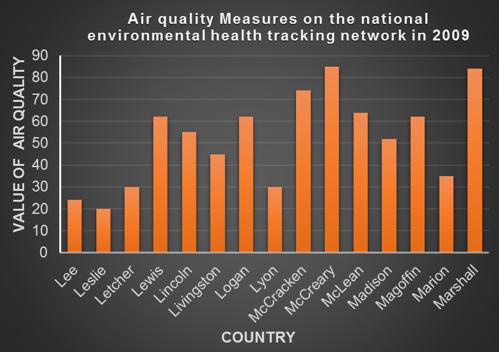 Air quality Measures on the national
environmental health tracking network in 2009
VALUE OF AIR QUALITY
90
80
70
60
50
40
30
20
10
0
Lee
Leslie
Letcher
Lewis
Lincoln
Livingston
Logan
Lyon
McCracken
McCreary
McLean
Madison
Magoffin
Marion
Marshall
COUNTRY